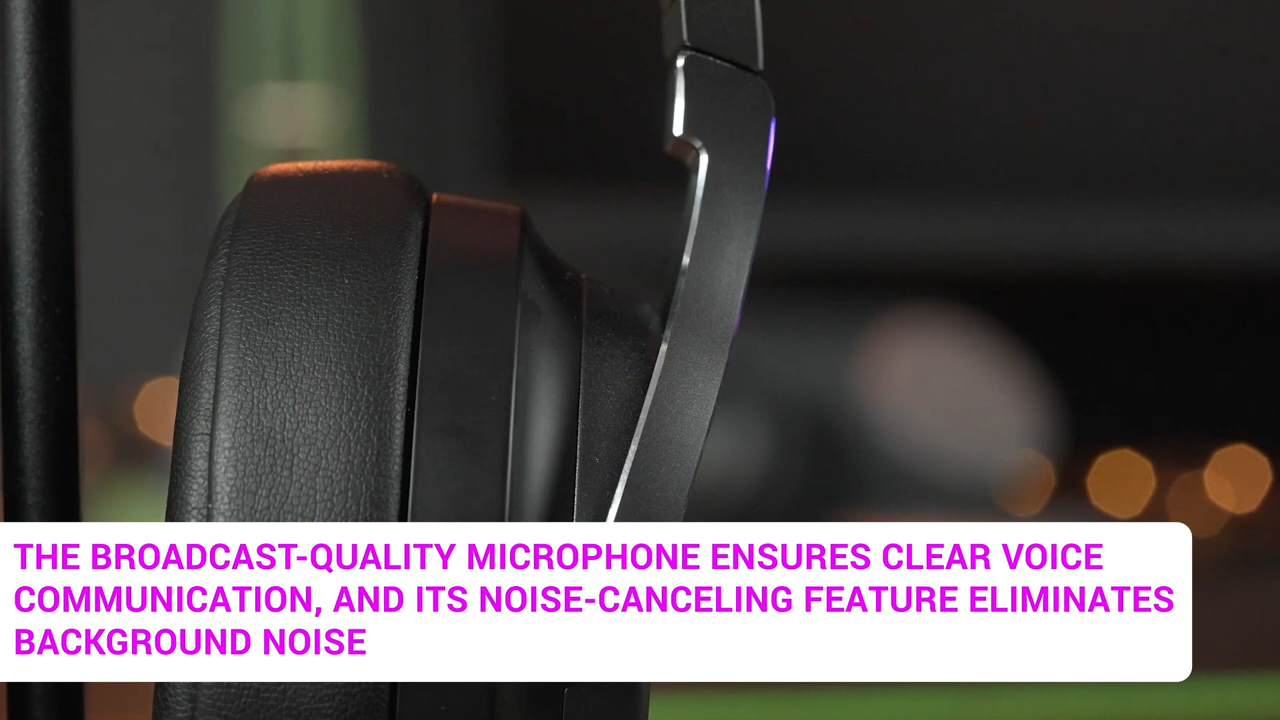 THE BROADCAST-QUALITY MICROPHONE ENSURES CLEAR VOICE
COMMUNICATION, AND ITS NOISE-CANCELING FEATURE ELIMINATES
BACKGROUND NOISE